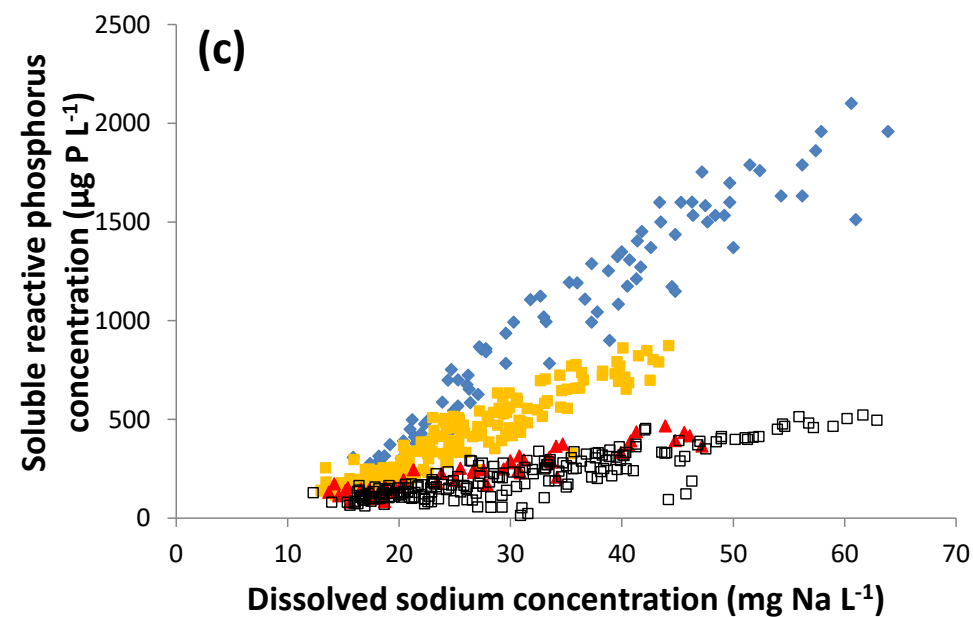 (c)
Soluble reactive phosphorus
concentration (µg P L-1)
2500
2000
1500
1000
500
0
0 10 20 30 40 50 60 70
Dissolved sodium concentration (mg Na L-1)